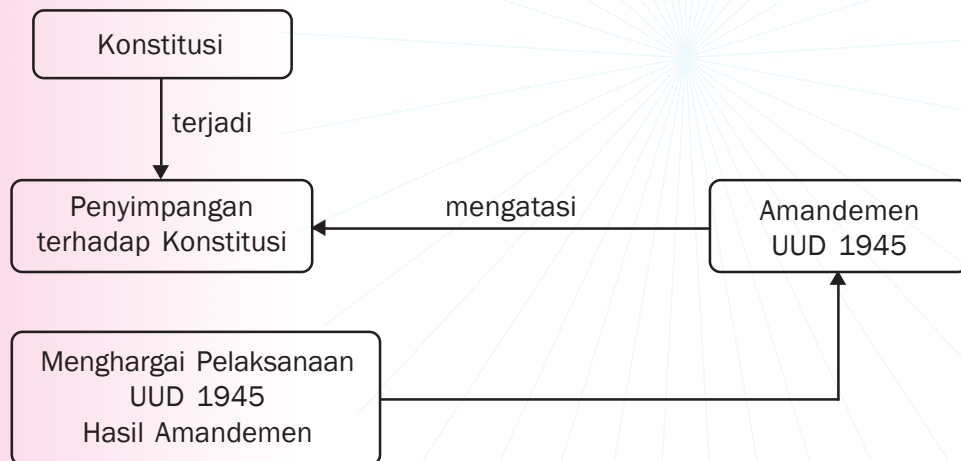 Konstitusi
terjadi
Penyimpangan
terhadap Konstitusi
mengatasi
Amandemen
UUD 1945
Menghargai Pelaksanaan
UUD 1945
Hasil Amandemen